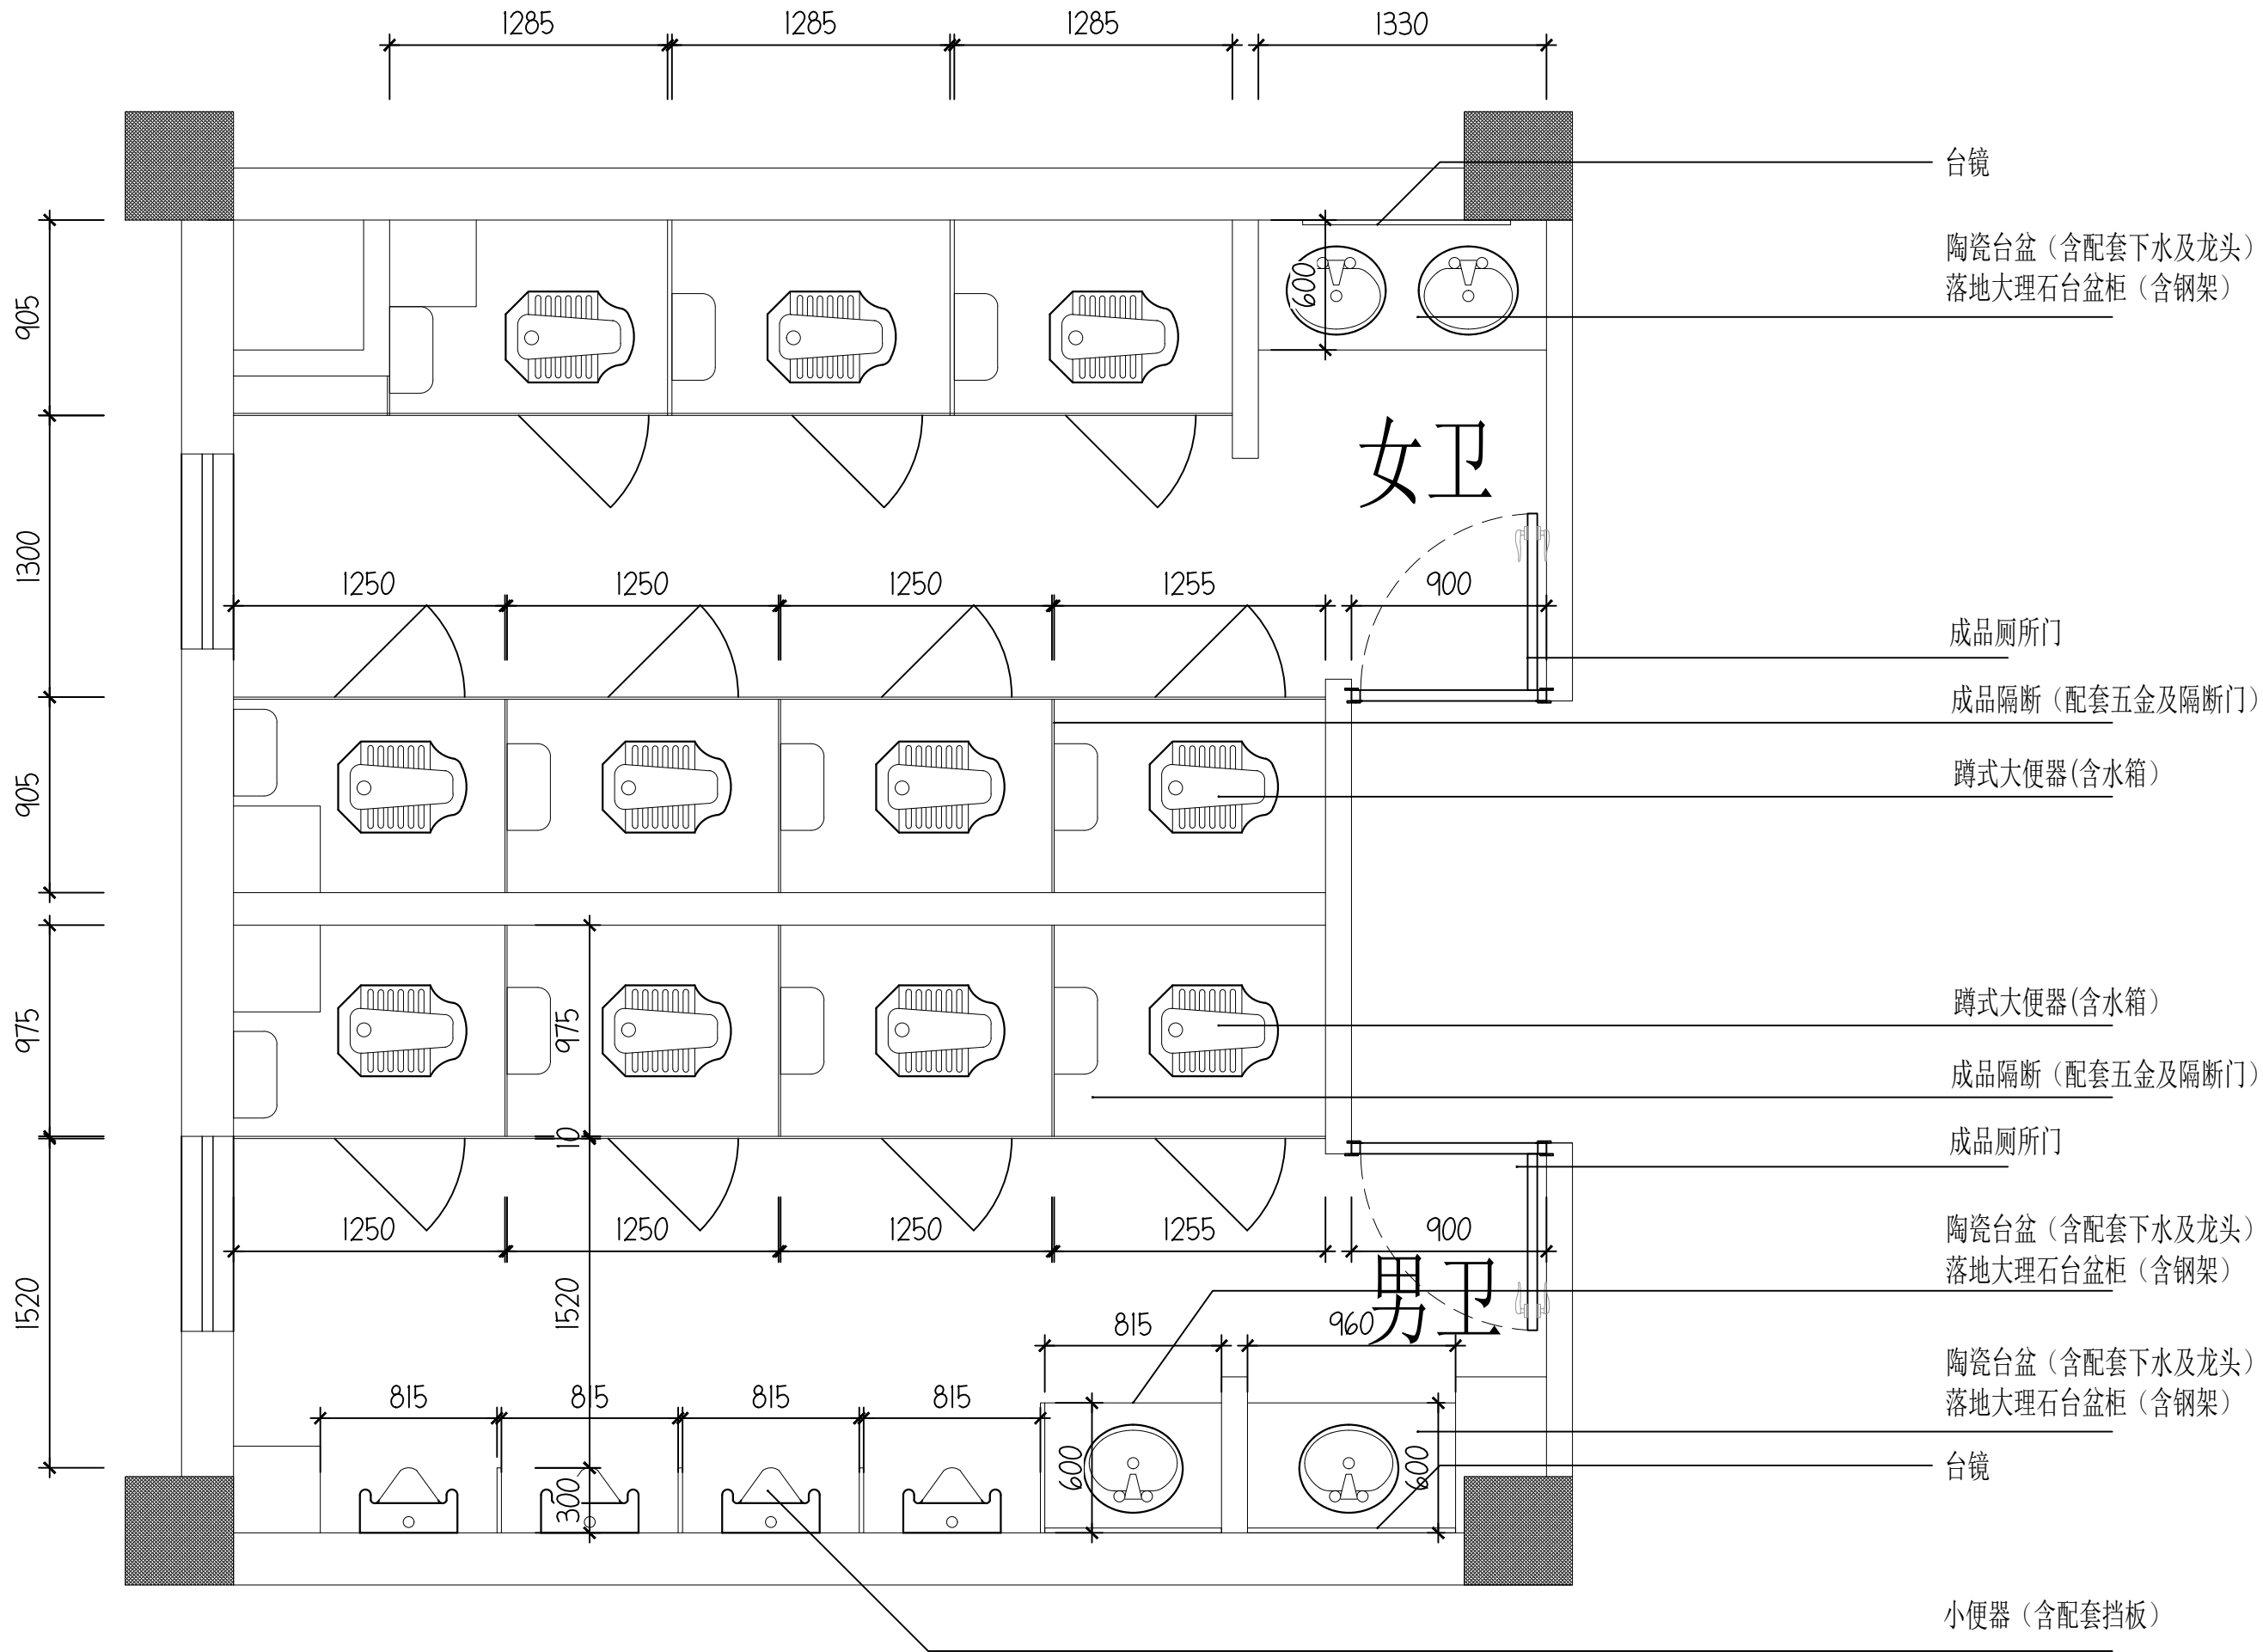 1285
1285
1285
1330
台镜
陶瓷台盆（含配套下水及龙头）
落地大理石台盆柜（含钢架）
905
600
女卫
1300
1250
1250
1250
1255
900
成品厕所门
成品隔断（配套五金及隔断门）
905
蹲式大便器(含水箱）
975
975
蹲式大便器(含水箱）
成品隔断（配套五金及隔断门）
10
成品厕所门
1250
1250
1250
1255
900
陶瓷台盆（含配套下水及龙头）
落地大理石台盆柜（含钢架）
1520
1520
男卫
815
960
815
815
815
815
陶瓷台盆（含配套下水及龙头）
落地大理石台盆柜（含钢架）
600
600
300
台镜
小便器（含配套挡板）